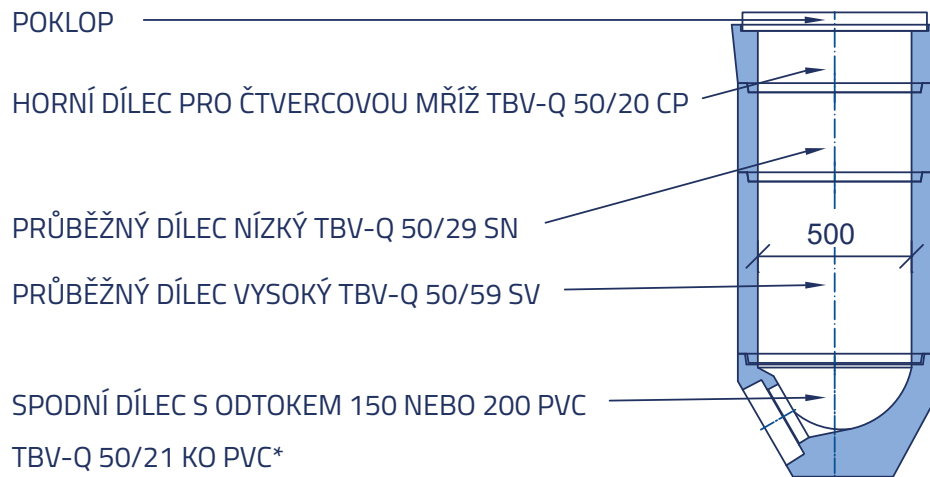 POKLOP
HORNÍ DÍLEC PRO ČTVERCOVOU MŘÍŽ TBV-Q 50/20 CP
PRŮBĚŽNÝ DÍLEC NÍZKÝ TBV-Q 50/29 SN
500
PRŮBĚŽNÝ DÍLEC VYSOKÝ TBV-Q 50/59 SV
SPODNÍ DÍLEC S ODTOKEM 150 NEBO 200 PVC
TBV-Q 50/21 KO PVC*